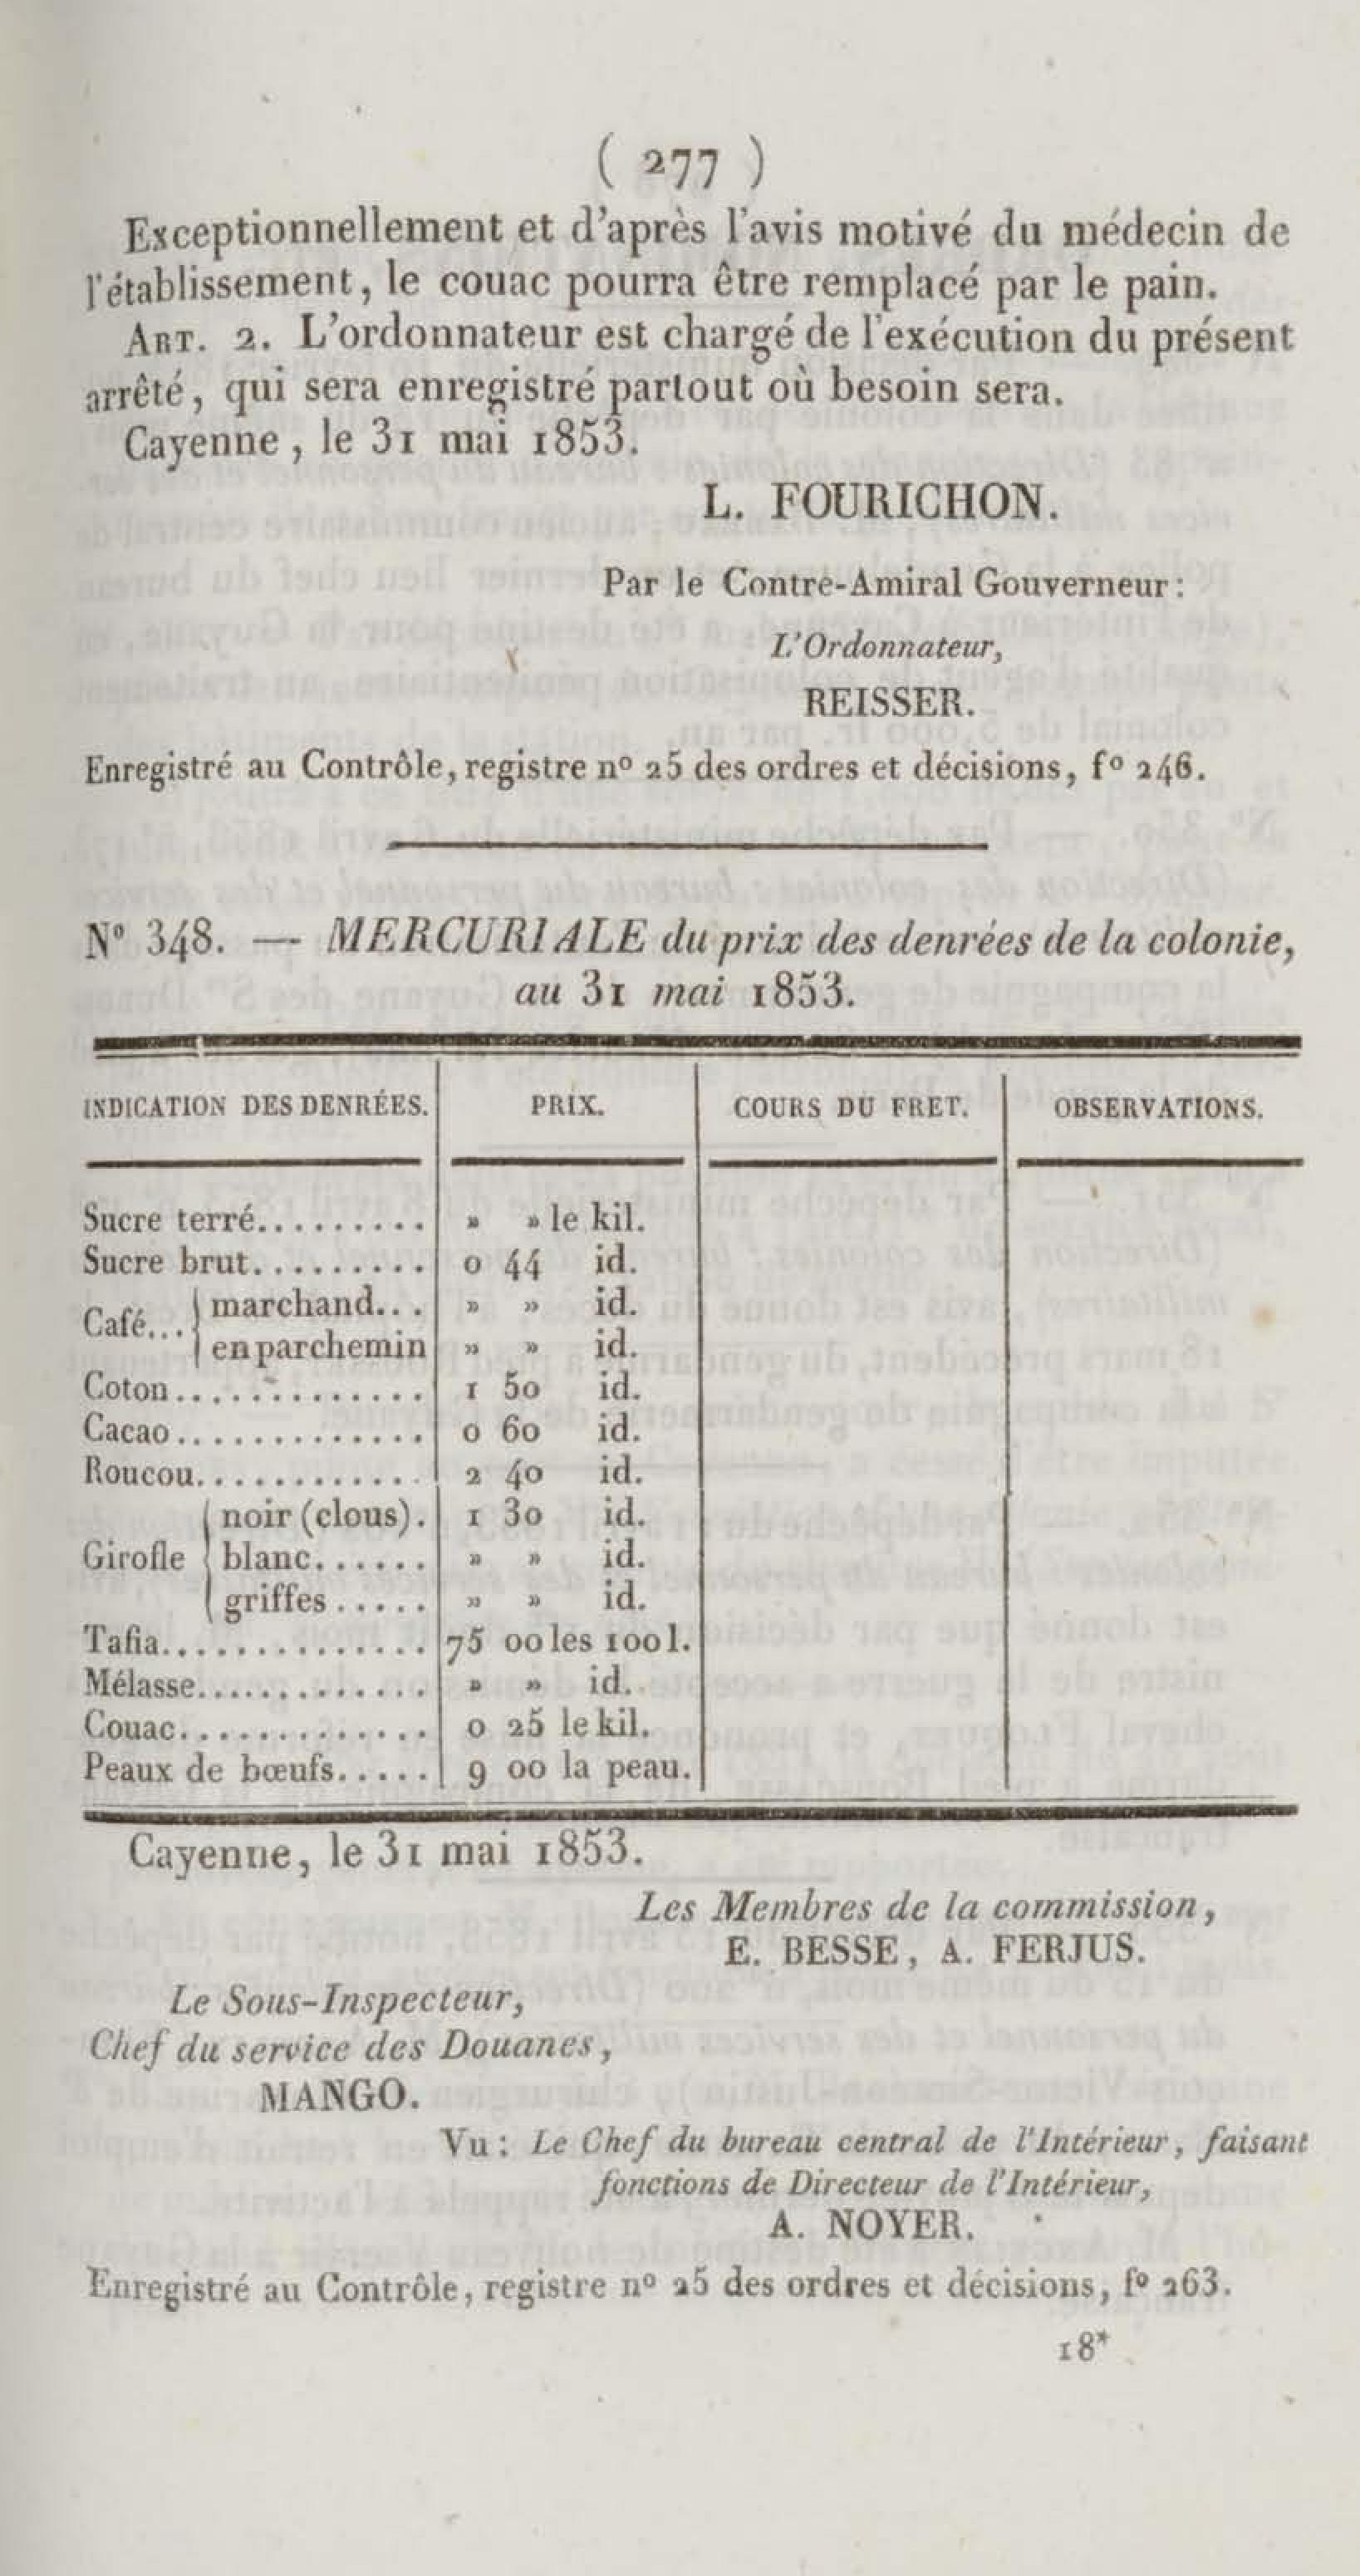 ( 277 )
Exceptionnellement et d'après l'avis motivé du médecin de
l'établissement, le couac pourra être remplacé par le pain.
ART. 2. L'ordonnateur est chargé de l'exécution du présent
arrêté, qui sera enregistré partout où besoin sera.
Cayenne, le 31 mai 1853.
L. FOURICHON.
Par le Contre-Amiral Gouverneur:
L'Ordonnateur,
REISSER.
Enregistré au Contrôle, registre nº 25 des ordres et décisions, fº 246.
Nº 348. — MERCURIALE du prix des denrées de la colonie,
au 31 mai 1853.
INDICATION DES DENRÉES. PRIX. COURS DU FRET. OBSERVATIONS.
Sucre terré......... » » le kil.
Sucre brut......... 0 44 id.
Café... { marchand... » » id.
en parchemin » » id.
Coton............. 1 50 id.
Cacao............. 0 60 id.
Roucou............ 2 40 id.
Girofle { noir (clous). 1 30 id.
blanc...... » » id.
griffes..... » » id.
Tafia.............. 75 00 les 100 l.
Mélasse............. » » id.
Couac............. 0 25 le kil.
Peaux de bœufs..... 9 00 la peau.
Cayenne, le 31 mai 1853.
Les Membres de la commission,
E. BESSE, A. FERJUS.
Le Sous-Inspecteur,
Chef du service des Douanes,
MANGO.
Vu: Le Chef du bureau central de l'Intérieur, faisant
fonctions de Directeur de l'Intérieur,
A. NOYER.
Enregistré au Contrôle, registre nº 25 des ordres et décisions, fº 263.
18*